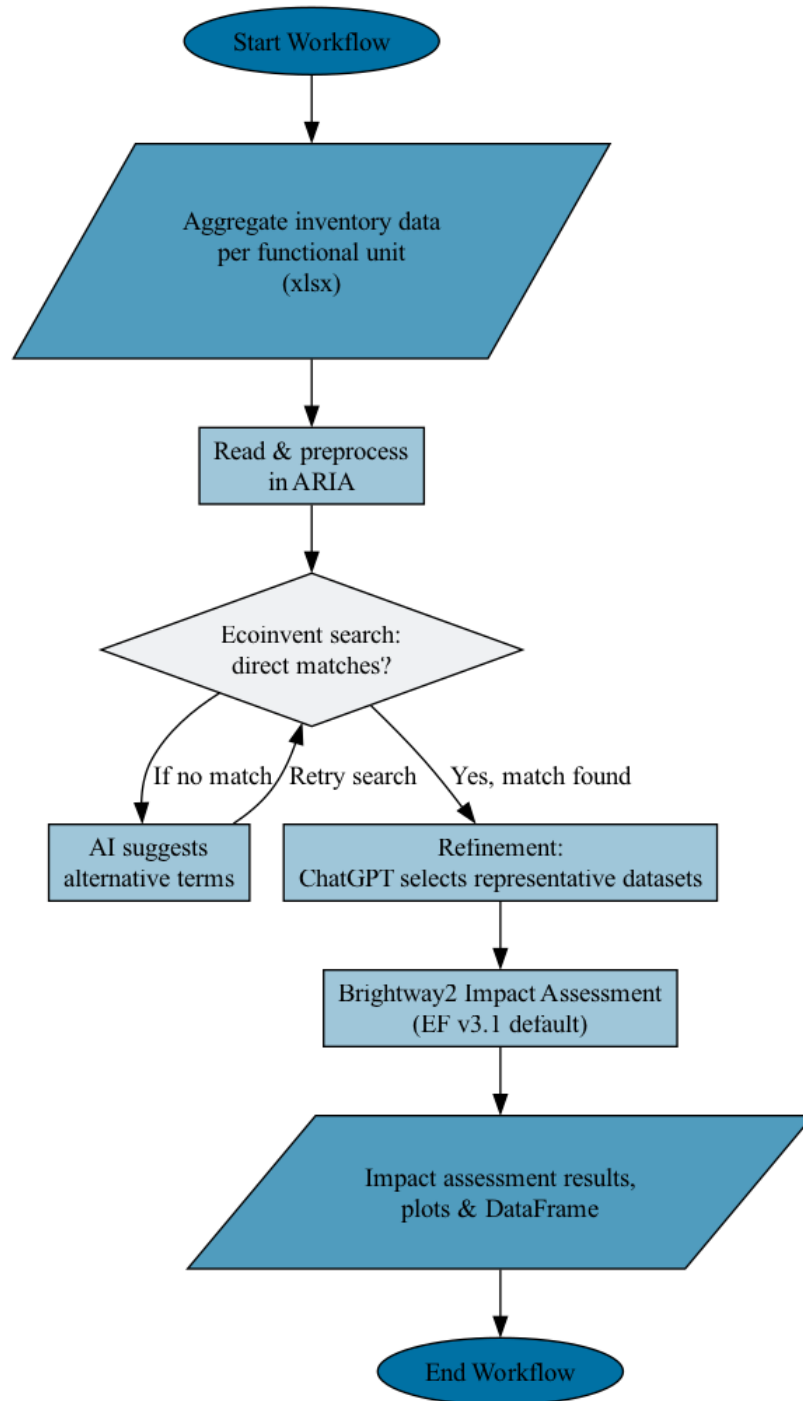 Start Workflow
Aggregate inventory data
per functional unit
(xlsx)
Read & preprocess
in ARIA
Ecoinvent search:
direct matches?
If no match
Retry search
Yes, match found
AI suggests
alternative terms
Refinement:
ChatGPT selects representative datasets
Brightway2 Impact Assessment
(EF v3.1 default)
Impact assessment results,
plots & DataFrame
End Workflow